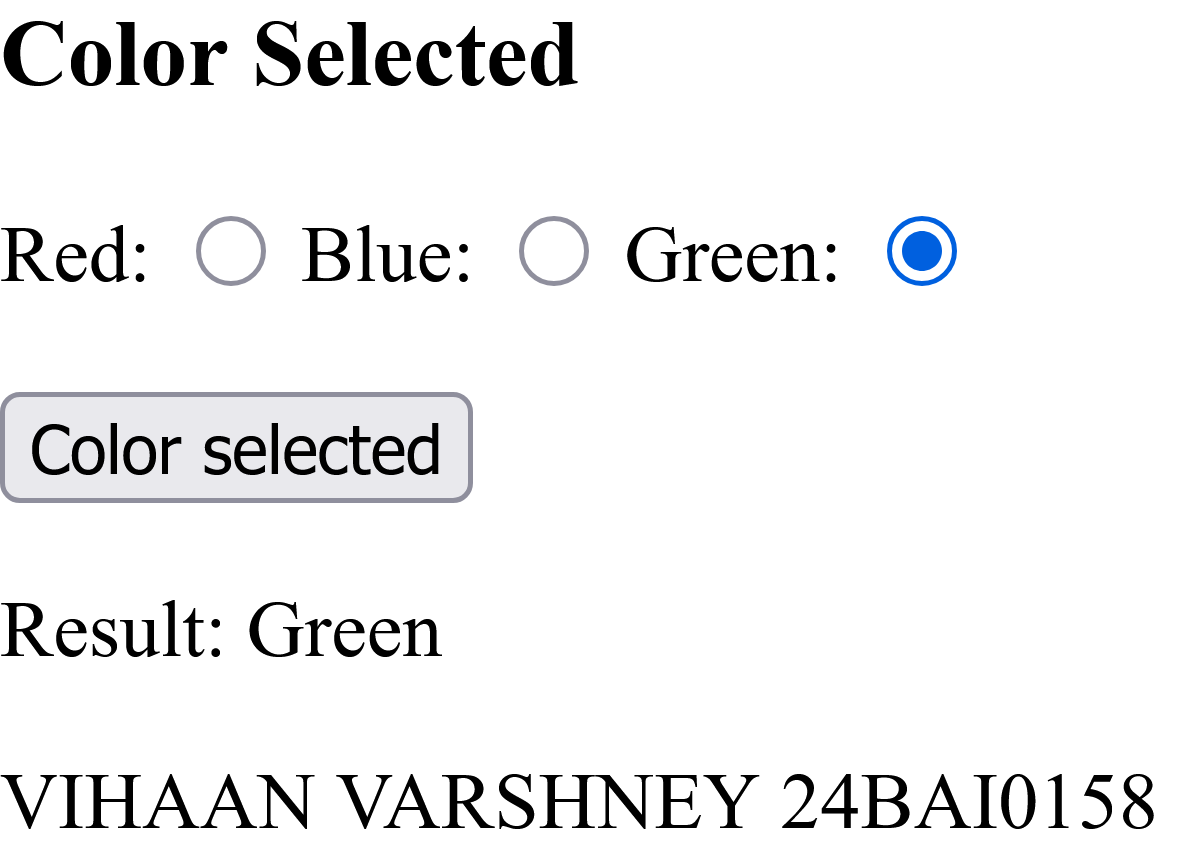 Color Selected
Red: Blue: Green:
Color selected
Result: Green
VIHAAN VARSHNEY 24BAI0158